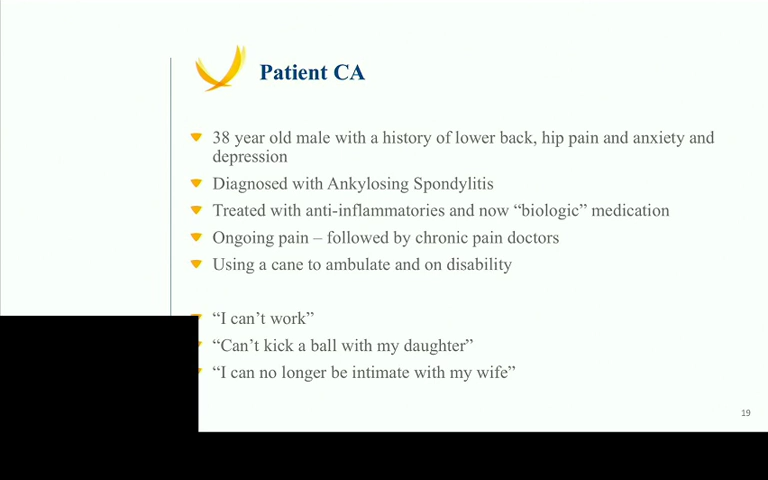 Patient CA
38 year old male with a history of lower back, hip pain and anxiety and
depression
Diagnosed with Ankylosing Spondylitis
Treated with anti-inflammatories and now “biologic” medication
Ongoing pain – followed by chronic pain doctors
Using a cane to ambulate and on disability
“I can’t work”
“Can’t kick a ball with my daughter”
“I can no longer be intimate with my wife”
19